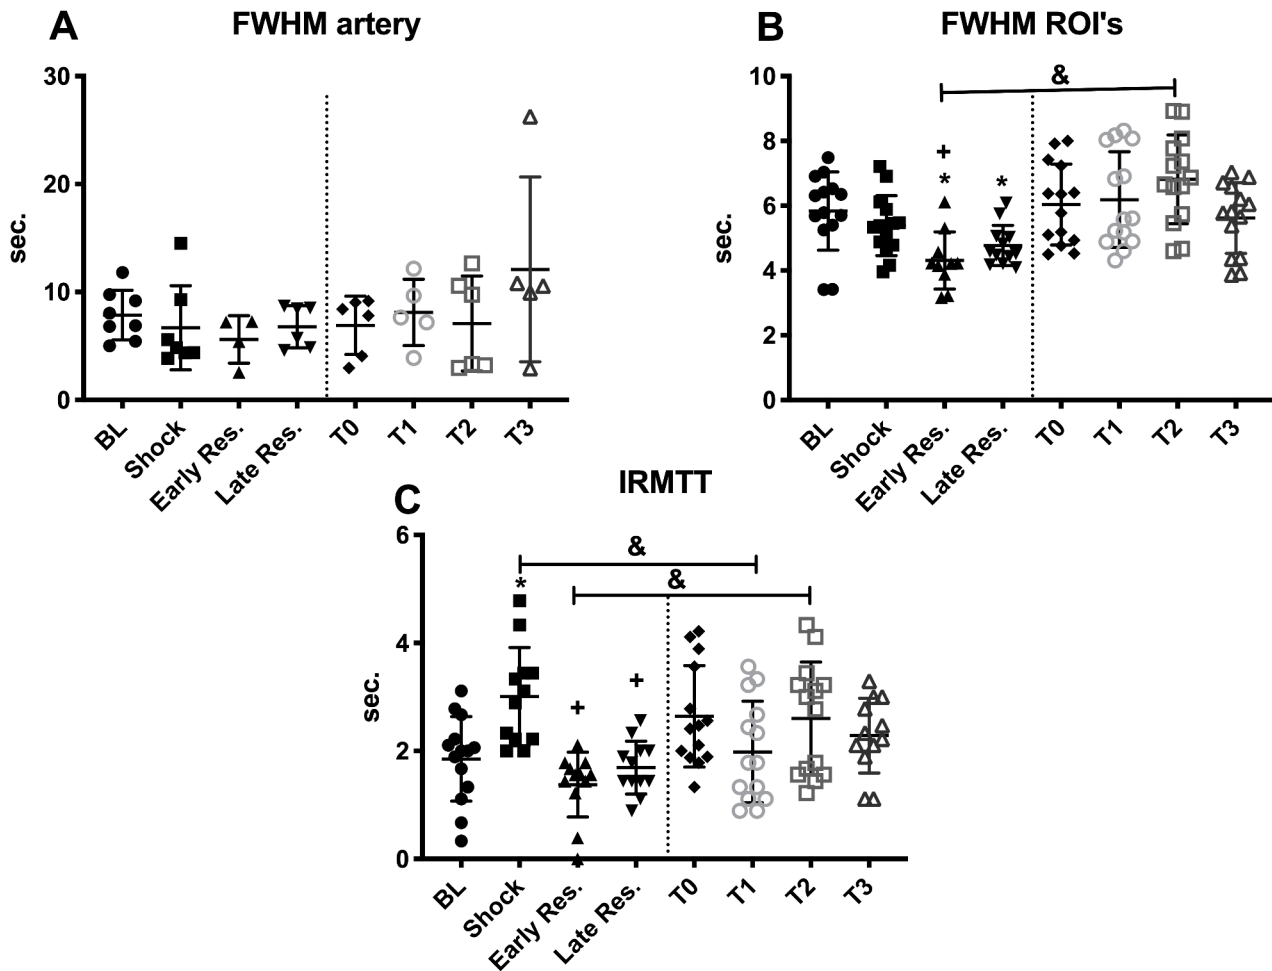 A
FWHM artery
30
20
10
0
sec.
BL
Shock
Early Res.
Late Res.
T0
T1
T2
T3
B
FWHM ROI's
10
8
6
4
2
0
sec.
&
+
*
*
BL
Shock
Early Res.
Late Res.
T0
T1
T2
T3
C
IRMTT
6
4
2
0
sec.
&
&
*
+
+
BL
Shock
Early Res.
Late Res.
T0
T1
T2
T3